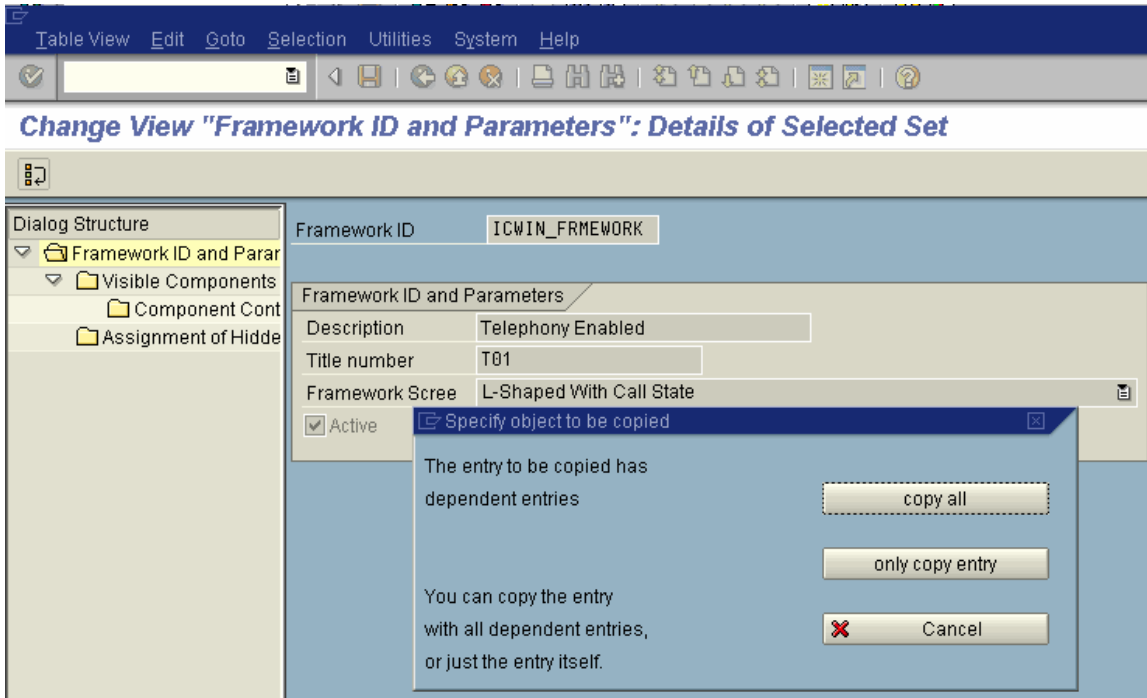 Table View Edit Goto Selection Utilities System Help
Change View "Framework ID and Parameters": Details of Selected Set
Dialog Structure
Framework ID and Parar
Visible Components
Component Cont
Assignment of Hidde
Framework ID ICWIN_FRMEWORK
Framework ID and Parameters
Description Telephony Enabled
Title number T01
Framework Scree L-Shaped With Call State
Active
Specify object to be copied
The entry to be copied has
dependent entries
copy all
only copy entry
You can copy the entry
with all dependent entries,
or just the entry itself.
Cancel